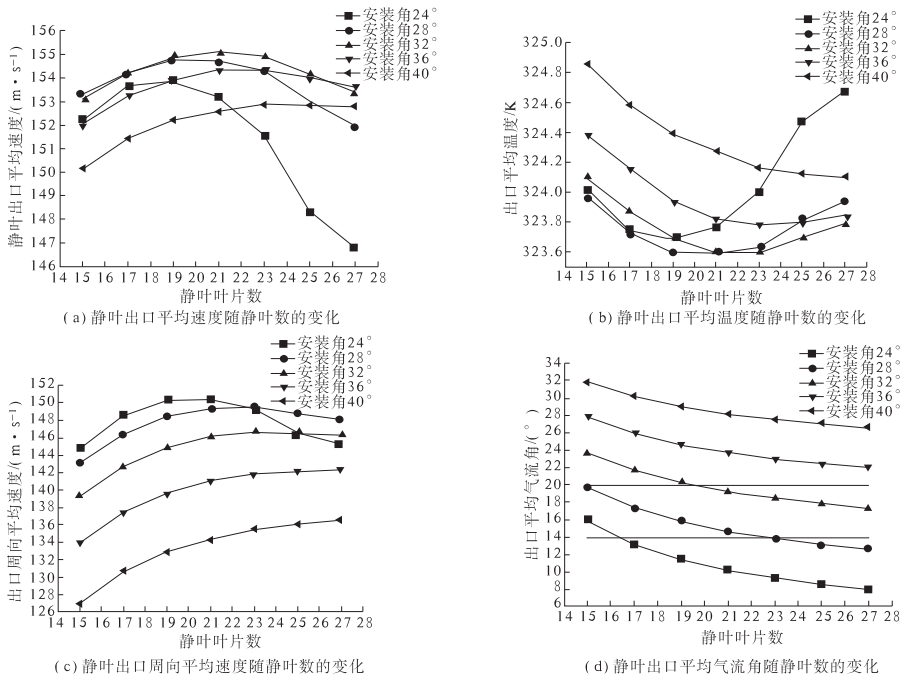 安装角24°
安装角28°
安装角32°
安装角36°
安装角40°
156
155
154
153
152
151
150
149
148
147
146
静叶出口平均速度/(m·s⁻¹)
14 15 16 17 18 19 20 21 22 23 24 25 26 27 28
静叶叶片数
(a)静叶出口平均速度随静叶数的变化
安装角24°
安装角28°
安装角32°
安装角36°
安装角40°
325.0
324.8
324.6
324.4
324.2
324.0
323.8
323.6
出口平均温度/K
14 15 16 17 18 19 20 21 22 23 24 25 26 27 28
静叶叶片数
(b)静叶出口平均温度随静叶数的变化
安装角24°
安装角28°
安装角32°
安装角36°
安装角40°
152
150
148
146
144
142
140
138
136
134
132
130
128
126
出口周向平均速度/(m·s⁻¹)
14 15 16 17 18 19 20 21 22 23 24 25 26 27 28
静叶叶片数
(c)静叶出口周向平均速度随静叶数的变化
安装角24°
安装角28°
安装角32°
安装角36°
安装角40°
34
32
30
28
26
24
22
20
18
16
14
12
10
8
6
出口平均气流角/(°)
14 15 16 17 18 19 20 21 22 23 24 25 26 27 28
静叶叶片数
(d)静叶出口平均气流角随静叶数的变化